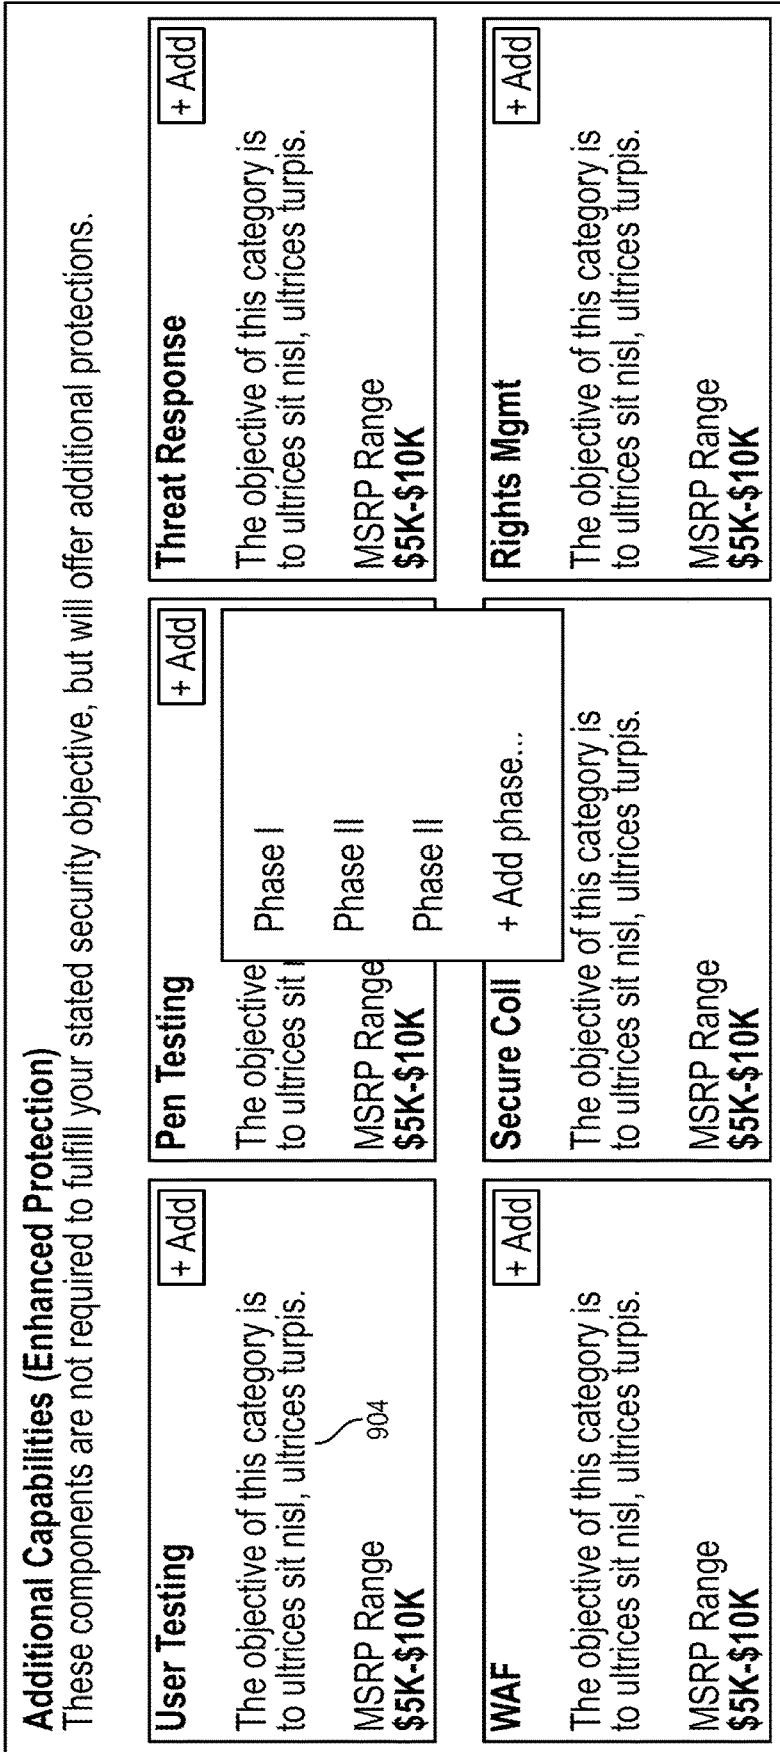 Additional Capabilities (Enhanced Protection)
These components are not required to fulfill your stated security objective, but will offer additional protections.
User Testing
+ Add
The objective of this category is
to ultrices sit nisl, ultrices turpis.
904
MSRP Range
$5K-$10K
Pen Testing
+ Add
The objective
to ultrices sit
MSRP Range
$5K-$10K
Phase I
Phase II
Phase II
+ Add phase...
Threat Response
+ Add
The objective of this category is
to ultrices sit nisl, ultrices turpis.
MSRP Range
$5K-$10K
WAF
+ Add
The objective of this category is
to ultrices sit nisl, ultrices turpis.
MSRP Range
$5K-$10K
Secure Coll
The objective of this category is
to ultrices sit nisl, ultrices turpis.
MSRP Range
$5K-$10K
Rights Mgmt
+ Add
The objective of this category is
to ultrices sit nisl, ultrices turpis.
MSRP Range
$5K-$10K